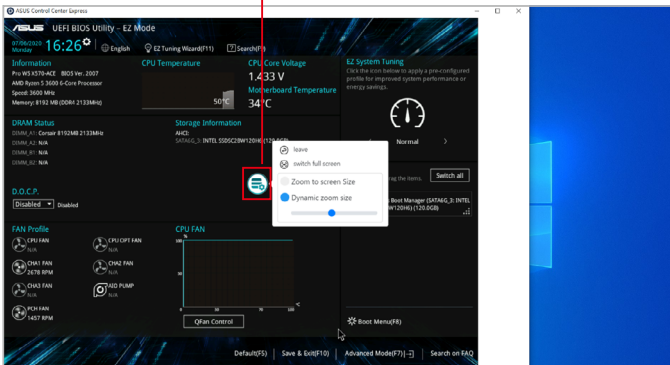 ASUS Control Center Express
ASUS UEFI BIOS Utility – EZ Mode
07/06/2020 Monday 16:26 English EZ Tuning Wizard(F11) Search(F9)
Information
Pro WS X570-ACE BIOS Ver. 2007
AMD Ryzen 5 3600 6-Core Processor
Speed: 3600 MHz
Memory: 8192 MB (DDR4 2133MHz)
CPU Temperature
50°C
CPU Core Voltage
1.433 V
Motherboard Temperature
34°C
EZ System Tuning
Click the icon below to apply a pre-configured
profile for improved system performance or
energy savings.
Normal
DRAM Status
DIMM_A1: Corsair 8192MB 2133MHz
DIMM_A2: N/A
DIMM_B1: N/A
DIMM_B2: N/A
Storage Information
AHCI:
SATA6G_3: INTEL SSDSC2BW120H6 (120.0GB)
leave
switch full screen
Zoom to screen Size
Dynamic zoom size
drag the items.
Switch all
Boot Manager (SATA6G_3: INTEL
W120H6) (120.0GB)
D.O.C.P.
Disabled Disabled
FAN Profile
CPU FAN
N/A
CPU OPT FAN
N/A
CHA1 FAN
2678 RPM
CHA2 FAN
N/A
CHA3 FAN
N/A
AIO PUMP
N/A
PCH FAN
1457 RPM
CPU FAN
%
°C
QFan Control
Boot Menu(F8)
Default(F5) Save & Exit(F10) Advanced Mode(F7) Search on FAQ